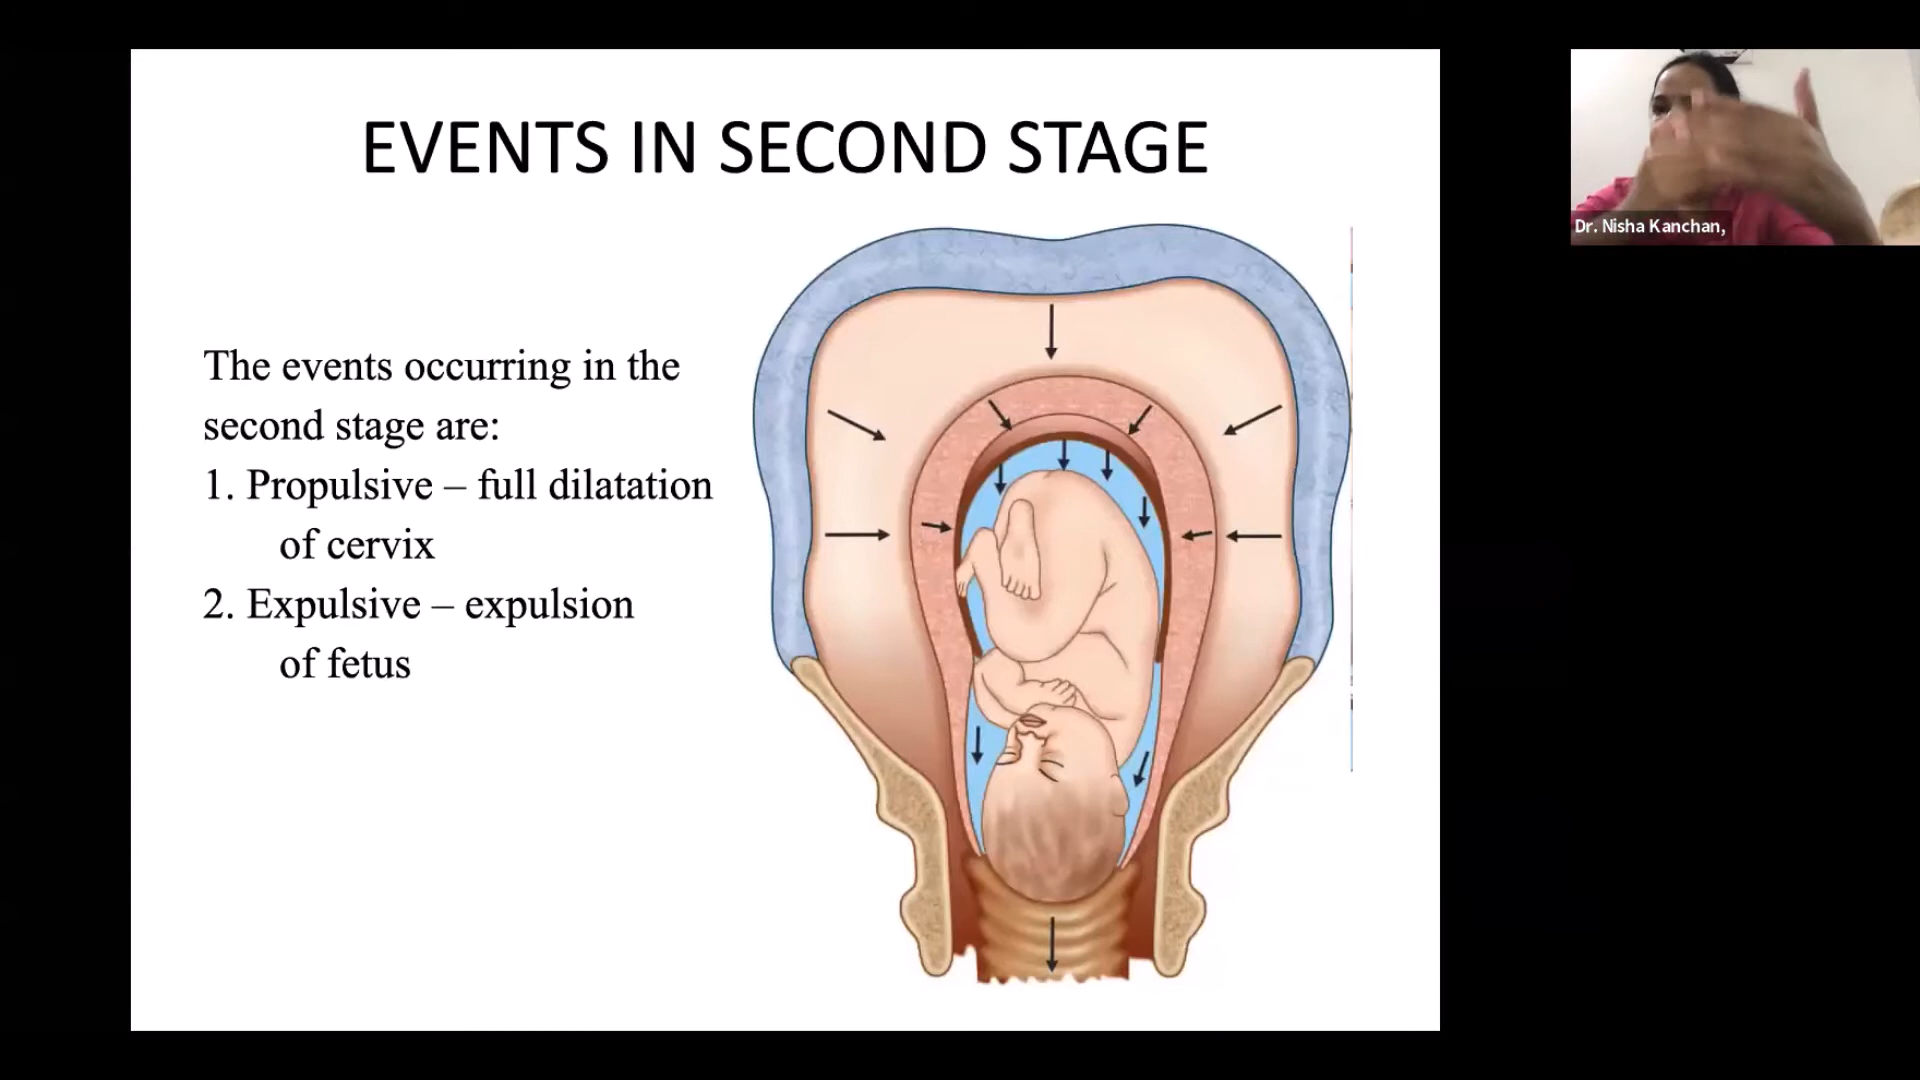 EVENTS IN SECOND STAGE
Dr. Nisha Kanchan,
The events occurring in the
second stage are:
1. Propulsive – full dilatation
of cervix
2. Expulsive – expulsion
of fetus